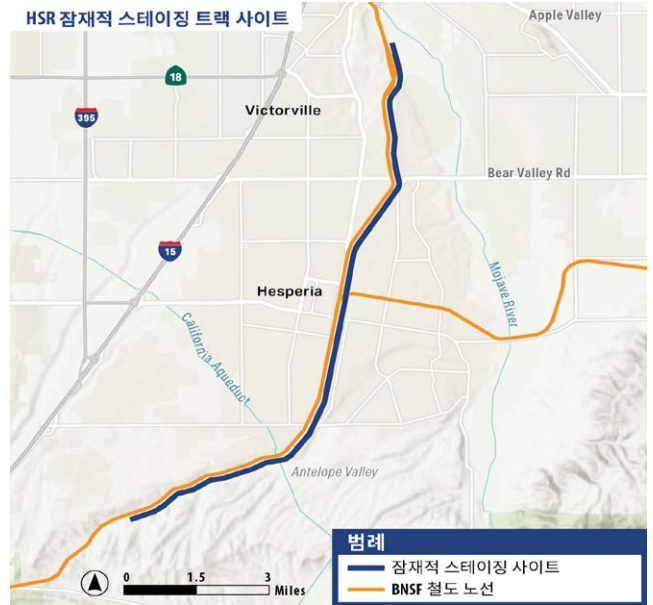 HSR 잠재적 스테이징 트랙 사이트
Apple Valley
18
395
Victorville
Bear Valley Rd
15
Mojave River
Hesperia
California Aqueduct
Antelope Valley
범례
잠재적 스테이징 사이트
BNSF 철도 노선
0 1.5 3
Miles